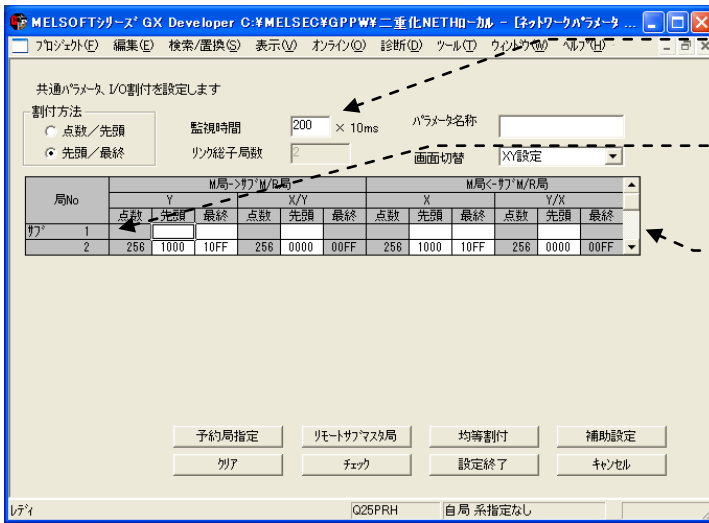 MELSOFTシリーズ GX Developer C:¥MELSEC¥GPPW¥二重化NETHローカル - [ネットワークパラメータ ...
プロジェクト(F) 編集(E) 検索/置換(S) 表示(V) オンライン(O) 診断(D) ツール(T) ウィンドウ(W) ヘルプ(H)
共通パラメータ、I/O割付を設定します
割付方法
点数/先頭
先頭/最終
監視時間 200 × 10ms
リンク総子局数 2
パラメータ名称
画面切替 XY設定
局No M局->サブM/R局 M局<-サブM/R局
Y X/Y X Y/X
点数 先頭 最終 点数 先頭 最終 点数 先頭 最終 点数 先頭 最終
サブ 1
2 256 1000 10FF 256 0000 00FF 256 1000 10FF 256 0000 00FF
予約局指定 リモートサブマスタ局 均等割付 補助設定
クリア チェック 設定終了 キャンセル
レディ Q25PRH 自局 系指定なし